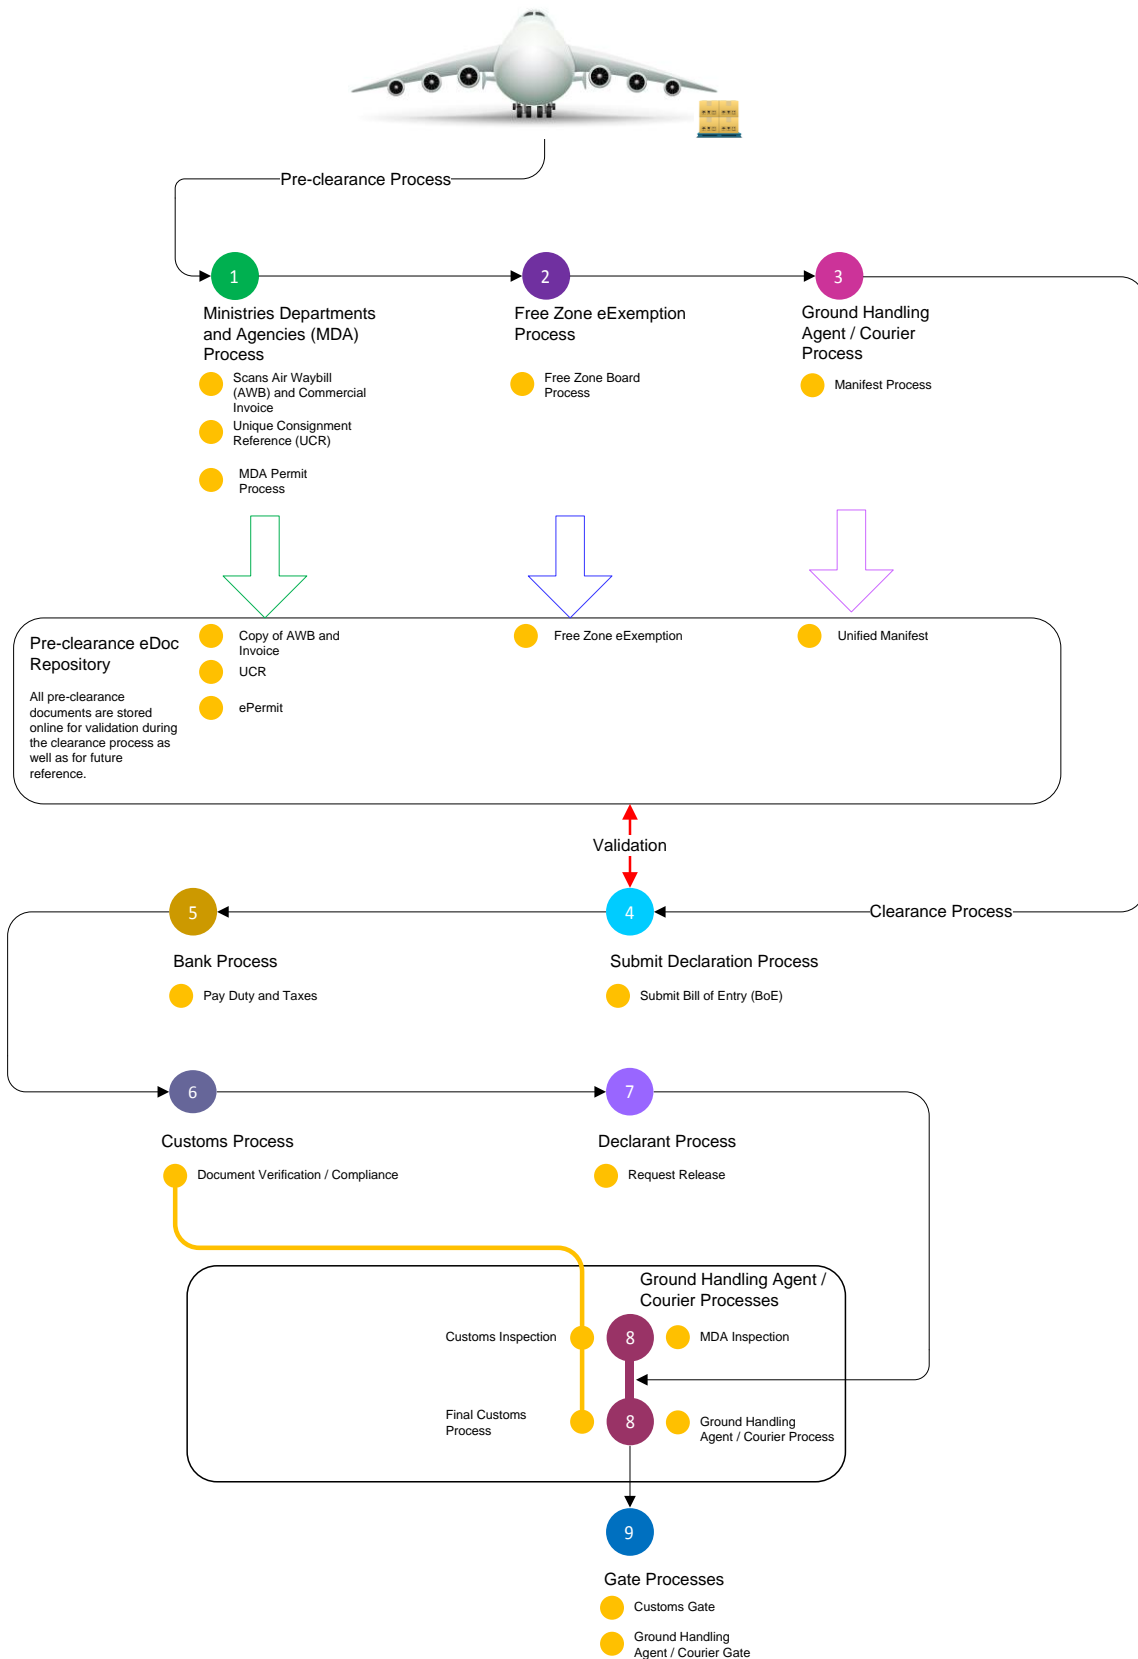 Pre-clearance Process
1
2
3
Ministries Departments
and Agencies (MDA)
Process
Free Zone eExemption
Process
Ground Handling
Agent / Courier
Process
Scans Air Waybill
(AWB) and Commercial
Invoice
Unique Consignment
Reference (UCR)
MDA Permit
Process
Free Zone Board
Process
Manifest Process
Pre-clearance eDoc
Repository
All pre-clearance
documents are stored
online for validation during
the clearance process as
well as for future
reference.
Copy of AWB and
Invoice
UCR
ePermit
Free Zone eExemption
Unified Manifest
Validation
5
4
Clearance Process
Bank Process
Pay Duty and Taxes
Submit Declaration Process
Submit Bill of Entry (BoE)
6
7
Customs Process
Document Verification / Compliance
Declarant Process
Request Release
Ground Handling Agent /
Courier Processes
Customs Inspection
8
MDA Inspection
Final Customs
Process
8
Ground Handling
Agent / Courier Process
9
Gate Processes
Customs Gate
Ground Handling
Agent / Courier Gate